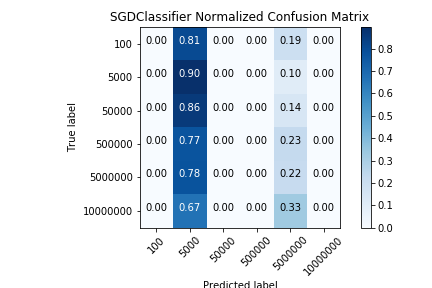 SGDClassifier Normalized Confusion Matrix
True label
100 0.00 0.81 0.00 0.00 0.19 0.00
5000 0.00 0.90 0.00 0.00 0.10 0.00
50000 0.00 0.86 0.00 0.00 0.14 0.00
500000 0.00 0.77 0.00 0.00 0.23 0.00
5000000 0.00 0.78 0.00 0.00 0.22 0.00
10000000 0.00 0.67 0.00 0.00 0.33 0.00
100 5000 50000 500000 5000000 10000000
Predicted label
0.8
0.7
0.6
0.5
0.4
0.3
0.2
0.1
0.0